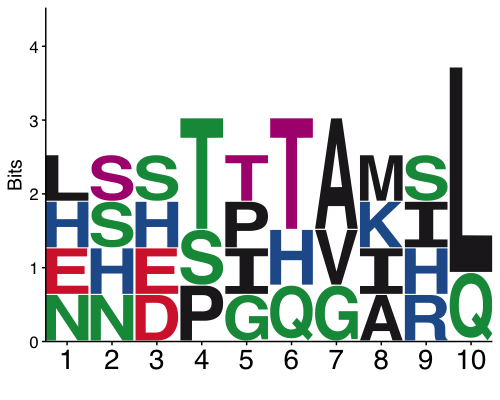 4
3
2
1
0
Bits
L S S T T T A M S L
H S H S P H V K I Q
E H E P I Q G I H
N N D G A R
1 2 3 4 5 6 7 8 9 10